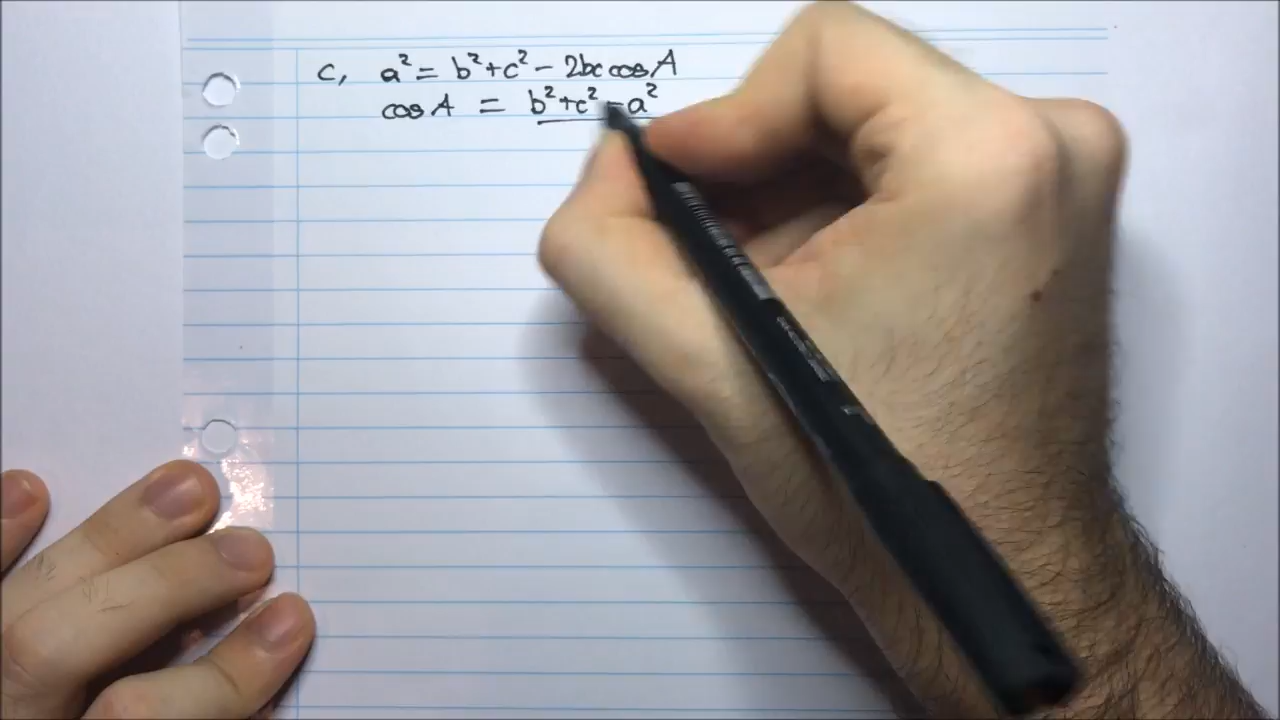 c, a² = b² + c² - 2bc cos A
cos A = b² + c² - a²